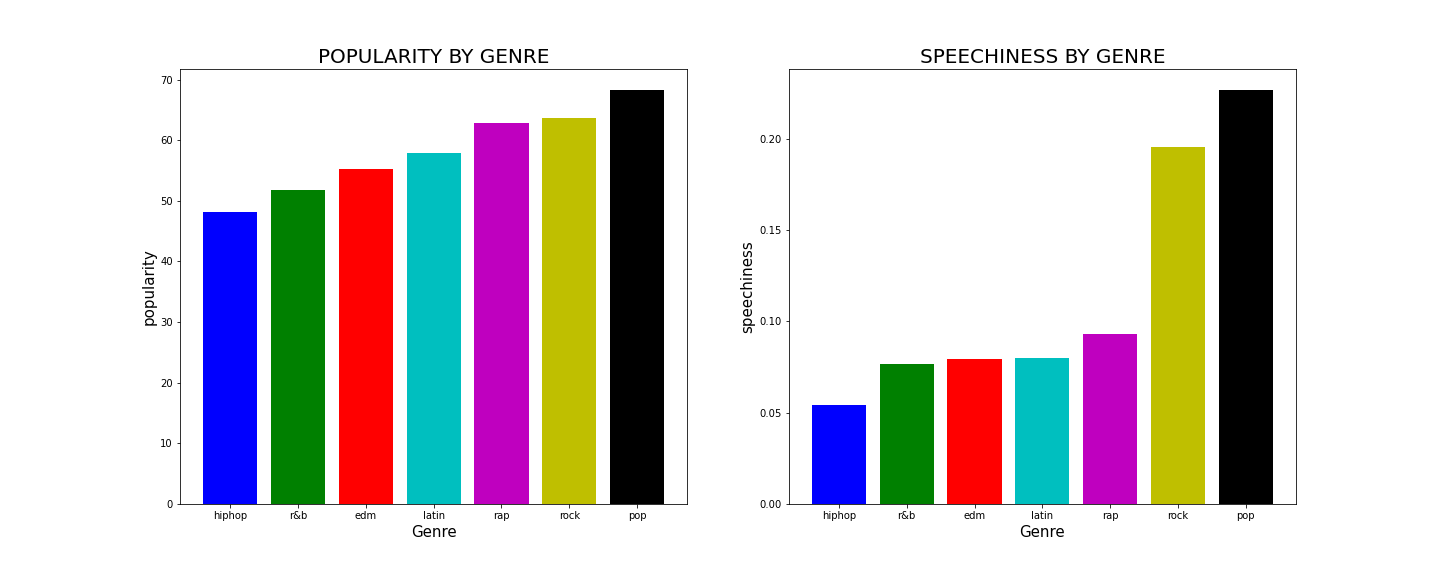 POPULARITY BY GENRE
70
60
50
40
30
20
10
0
popularity
hiphop r&b edm latin rap rock pop
Genre
SPEECHINESS BY GENRE
0.20
0.15
0.10
0.05
0.00
speechiness
hiphop r&b edm latin rap rock pop
Genre